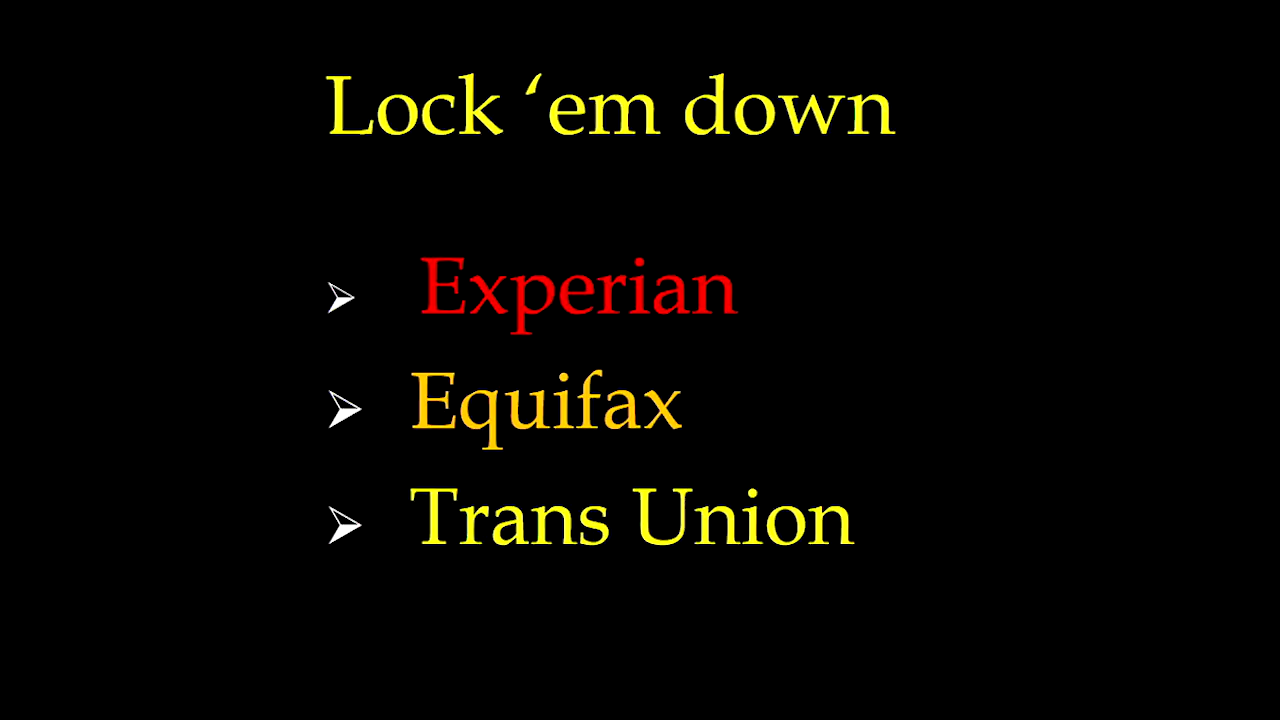 Lock ‘em down
➢ Experian
➢ Equifax
➢ Trans Union